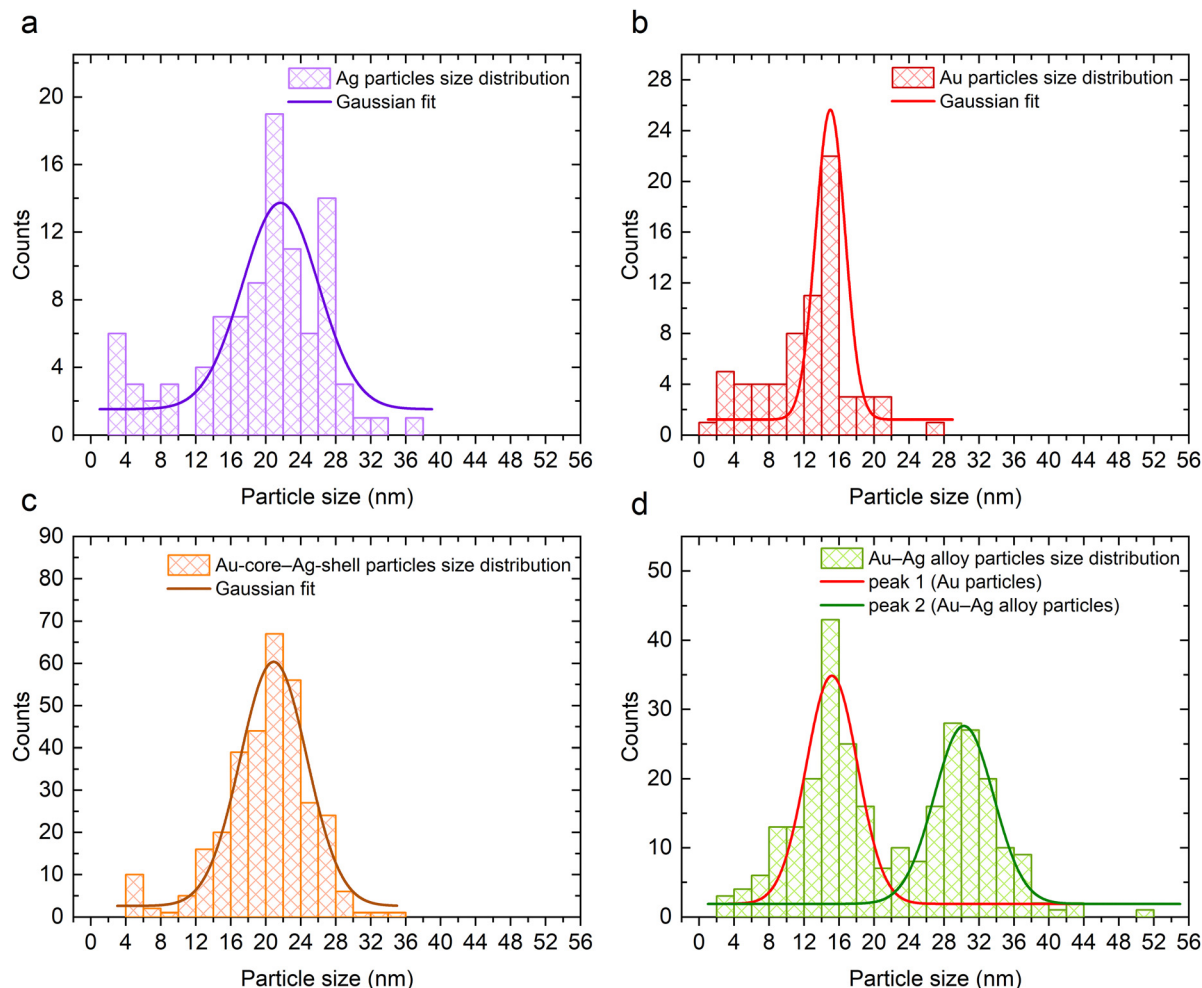 a
Ag particles size distribution
Gaussian fit
20
16
12
8
4
0
Counts
0 4 8 12 16 20 24 28 32 36 40 44 48 52 56
Particle size (nm)
b
Au particles size distribution
Gaussian fit
28
24
20
16
12
8
4
0
Counts
0 4 8 12 16 20 24 28 32 36 40 44 48 52 56
Particle size (nm)
c
Au-core–Ag-shell particles size distribution
Gaussian fit
90
80
70
60
50
40
30
20
10
0
Counts
0 4 8 12 16 20 24 28 32 36 40 44 48 52 56
Particle size (nm)
d
Au–Ag alloy particles size distribution
peak 1 (Au particles)
peak 2 (Au–Ag alloy particles)
50
40
30
20
10
0
Counts
0 4 8 12 16 20 24 28 32 36 40 44 48 52 56
Particle size (nm)